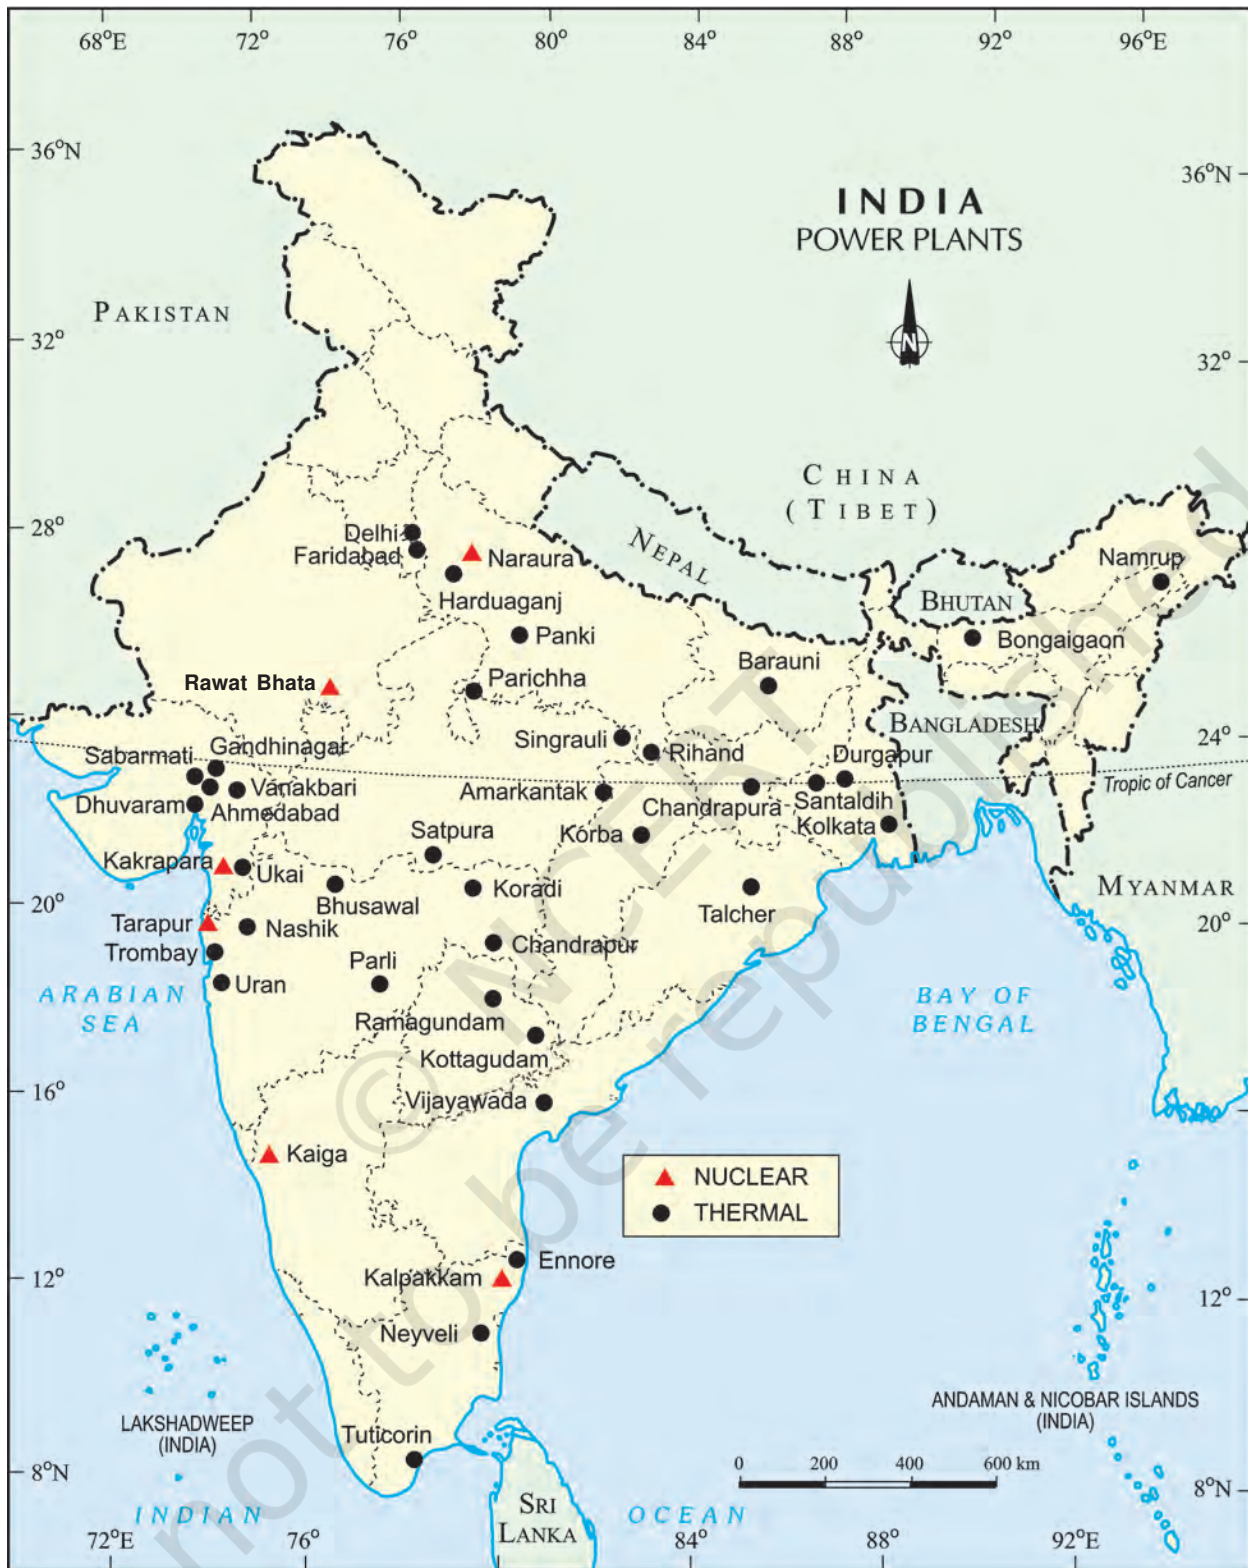 68°E 72° 76° 80° 84° 88° 92° 96°E
36°N
36°N
INDIA
POWER PLANTS
PAKISTAN
N
32°
32°
CHINA
(TIBET)
28°
Delhi
Faridabad
Naraura
NEPAL
Namrup
Harduaganj
BHUTAN
Panki
Bongaigaon
Barauni
Rawat Bhata
Parichha
BANGLADESH
24°
Singrauli
Rihand
Durgapur
Sabarmati
Gandhinagar
Tropic of Cancer
Vanakbari
Amarkantak
Chandrapura
Santaldih
Dhuvaram
Ahmedabad
Kolkata
Satpura
Korba
Kakrapara
Ukai
Koradi
MYANMAR
Bhusawal
20°
Talcher
20°
Tarapur
Nashik
Chandrapur
Trombay
Parli
Uran
ARABIAN
SEA
BAY OF
BENGAL
Ramagundam
Kottagudam
16°
16°
Vijayawada
Kaiga
NUCLEAR
THERMAL
Ennore
Kalpakkam
12°
12°
Neyveli
LAKSHADWEEP
(INDIA)
ANDAMAN & NICOBAR ISLANDS
(INDIA)
Tuticorin
0 200 400 600 km
8°N
8°N
INDIAN
SRI
LANKA
OCEAN
72°E 76° 84° 88° 92°E
© NCERT
not to be republished